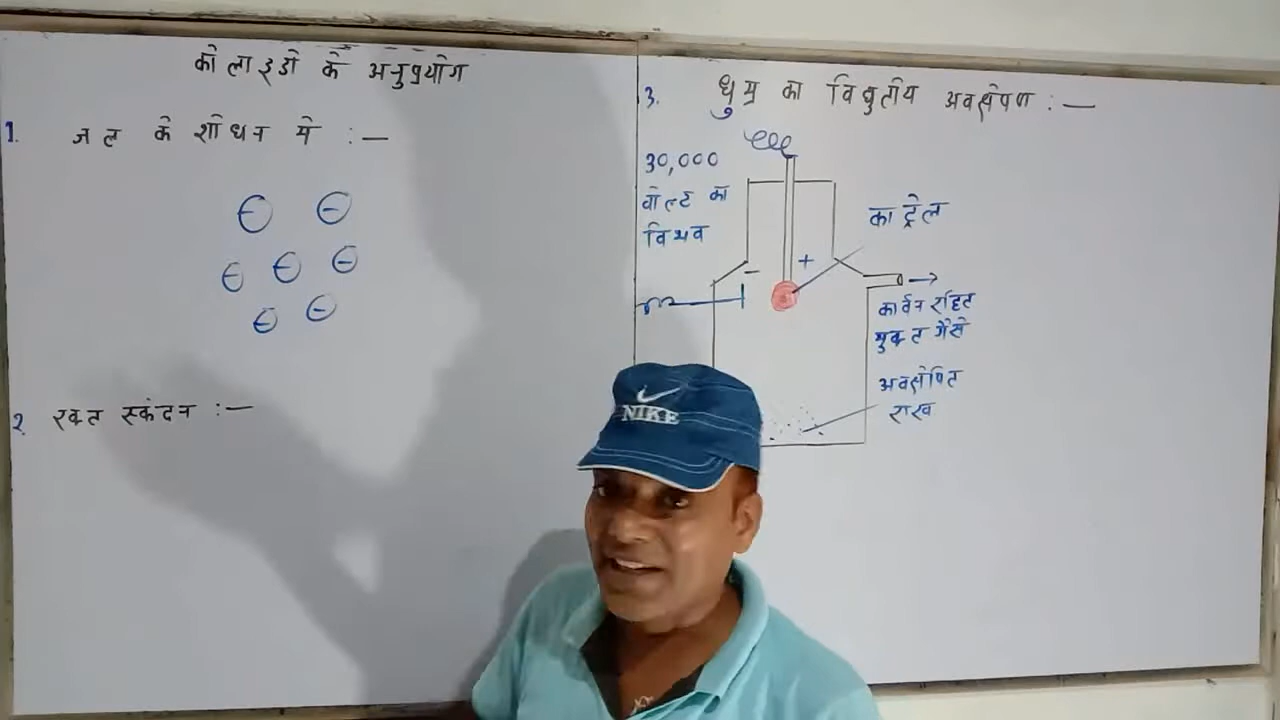 कोलाइडो के अनुप्रयोग
1. जल के शोधन मे :—
2. रक्त स्कंदन :—
3. धुम्र का विधुतीय अवक्षेपण :—
30,000
वोल्ट का
विभव
काट्रेल
कार्बन रहित
मुक्त गैसे
अवक्षेपित
राख
+
−
NIKE